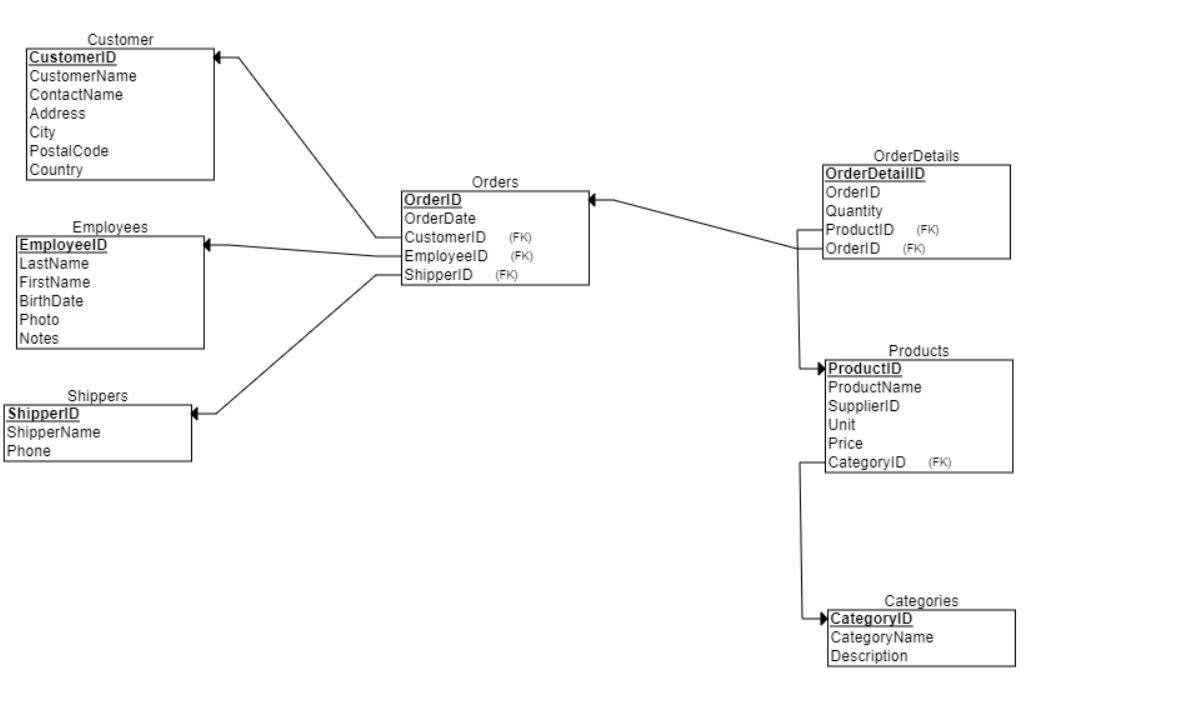 Customer
CustomerID
CustomerName
ContactName
Address
City
PostalCode
Country
Employees
EmployeeID
LastName
FirstName
BirthDate
Photo
Notes
Shippers
ShipperID
ShipperName
Phone
Orders
OrderID
OrderDate
CustomerID (FK)
EmployeeID (FK)
ShipperID (FK)
OrderDetails
OrderDetailID
OrderID
Quantity
ProductID (FK)
OrderID (FK)
Products
ProductID
ProductName
SupplierID
Unit
Price
CategoryID (FK)
Categories
CategoryID
CategoryName
Description